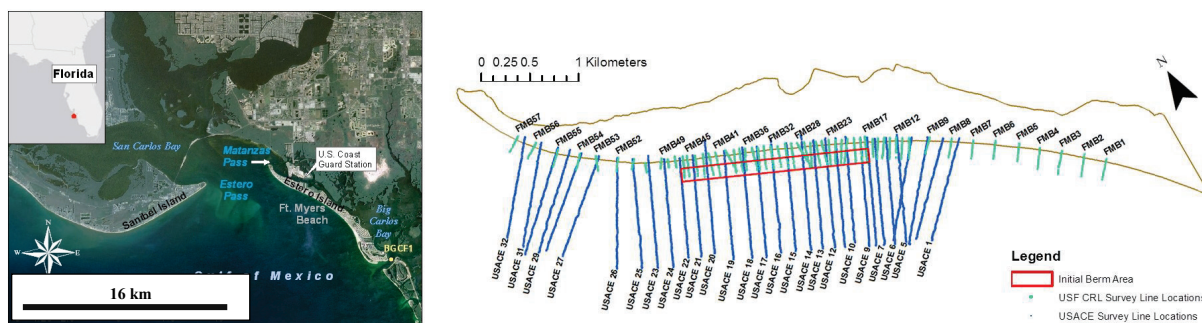 Florida
San Carlos Bay
Matanzas
Pass
U.S. Coast
Guard Station
Estero
Pass
Estero Island
Sanibel Island
Ft. Myers
Beach
Big
Carlos
Bay
BGCF1
Gulf of Mexico
N
W
E
S
16 km
0 0.25 0.5 1 Kilometers
N
FMB57
FMB56
FMB55
FMB54
FMB53
FMB52
FMB49
FMB45
FMB41
FMB36
FMB32
FMB28
FMB23
FMB17
FMB12
FMB9
FMB8
FMB7
FMB6
FMB5
FMB4
FMB3
FMB2
FMB1
USACE 32
USACE 31
USACE 29
USACE 27
USACE 26
USACE 25
USACE 23
USACE 24
USACE 22
USACE 21
USACE 20
USACE 19
USACE 18
USACE 17
USACE 16
USACE 15
USACE 14
USACE 13
USACE 12
USACE 10
USACE 9
USACE 7
USACE 6
USACE 5
USACE 1
Legend
Initial Berm Area
USF CRL Survey Line Locations
USACE Survey Line Locations